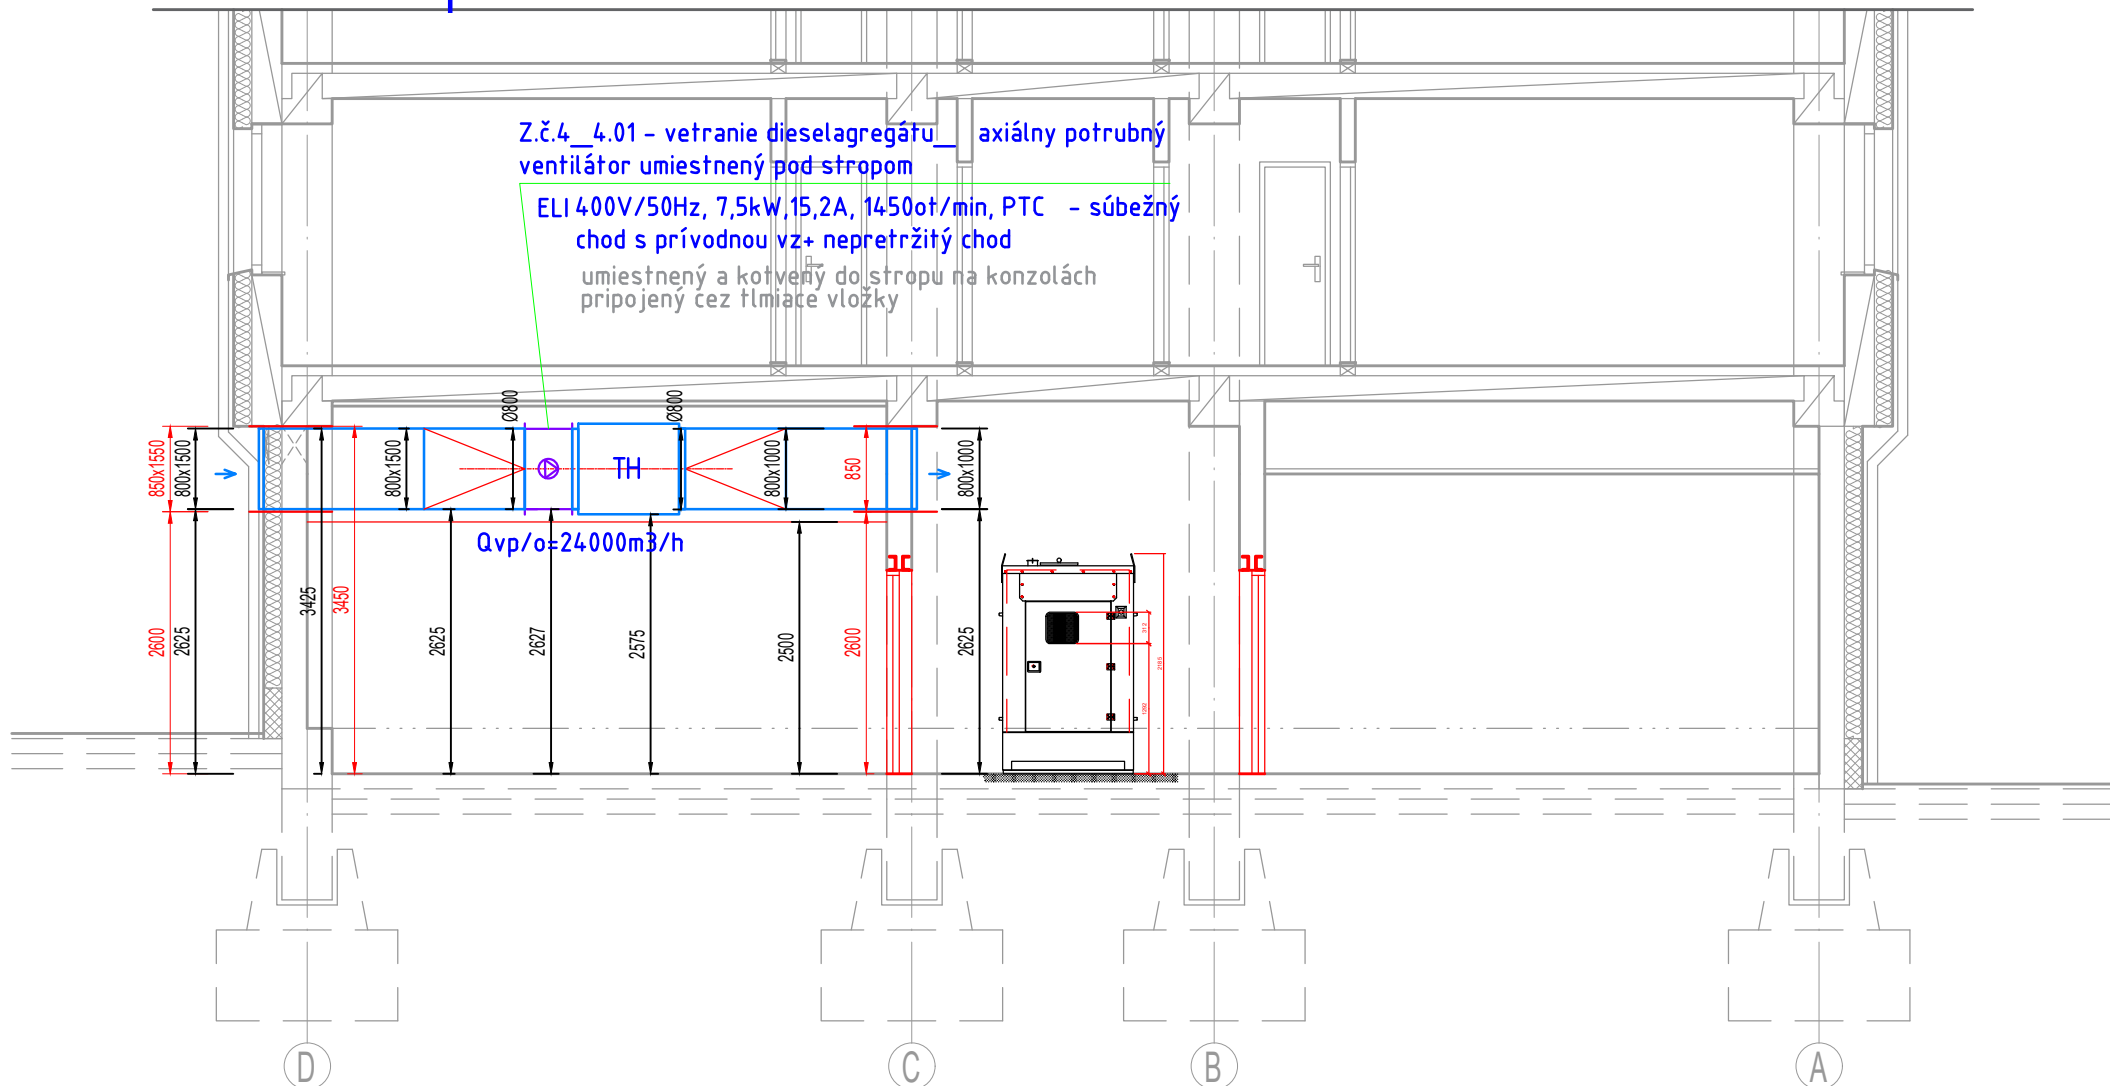 Z.č.4__4.01 - vetranie dieselagregátu__ axiálny potrubný
ventilátor umiestnený pod stropom
ELI 400V/50Hz, 7,5kW,15,2A, 1450ot/min, PTC - súbežný
chod s prívodnou vz+ nepretržitý chod
umiestnený a kotvený do stropu na konzolách
pripojený cez tlmiace vložky
Ø800
Ø800
850x1550
800x1500
800x1500
TH
800x1000
850
800x1000
Qvp/o=24000m3/h
2600
2625
3425
3450
2625
2627
2575
2500
2600
2625
312
2185
1292
D
C
B
A